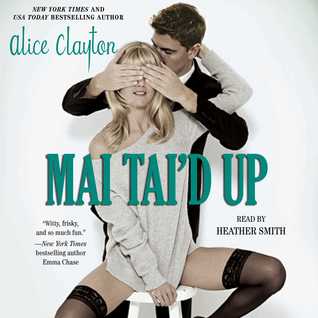 NEW YORK TIMES AND
USA TODAY BESTSELLING AUTHOR
alice clayton
MAI TAI'D UP
READ BY
HEATHER SMITH
"Witty, frisky,
and so much fun."
—New York Times
bestselling author
Emma Chase